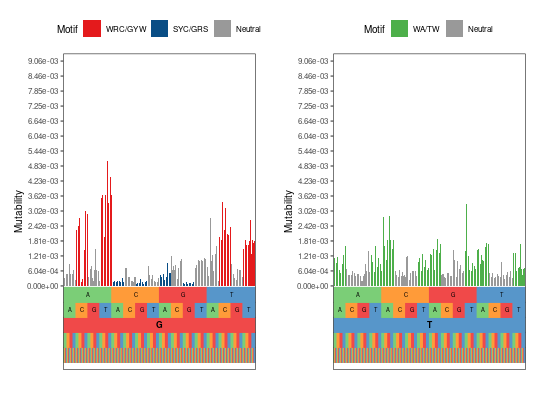 Motif WRC/GYW SYC/GRS Neutral
Mutability
9.06e−03
8.46e−03
7.85e−03
7.25e−03
6.64e−03
6.04e−03
5.44e−03
4.83e−03
4.23e−03
3.62e−03
3.02e−03
2.42e−03
1.81e−03
1.21e−03
6.04e−04
0.00e+00
A C G T
A C G T A C G T A C G T A C G T
G
Motif WA/TW Neutral
Mutability
9.06e−03
8.46e−03
7.85e−03
7.25e−03
6.64e−03
6.04e−03
5.44e−03
4.83e−03
4.23e−03
3.62e−03
3.02e−03
2.42e−03
1.81e−03
1.21e−03
6.04e−04
0.00e+00
A C G T
A C G T A C G T A C G T A C G T
T